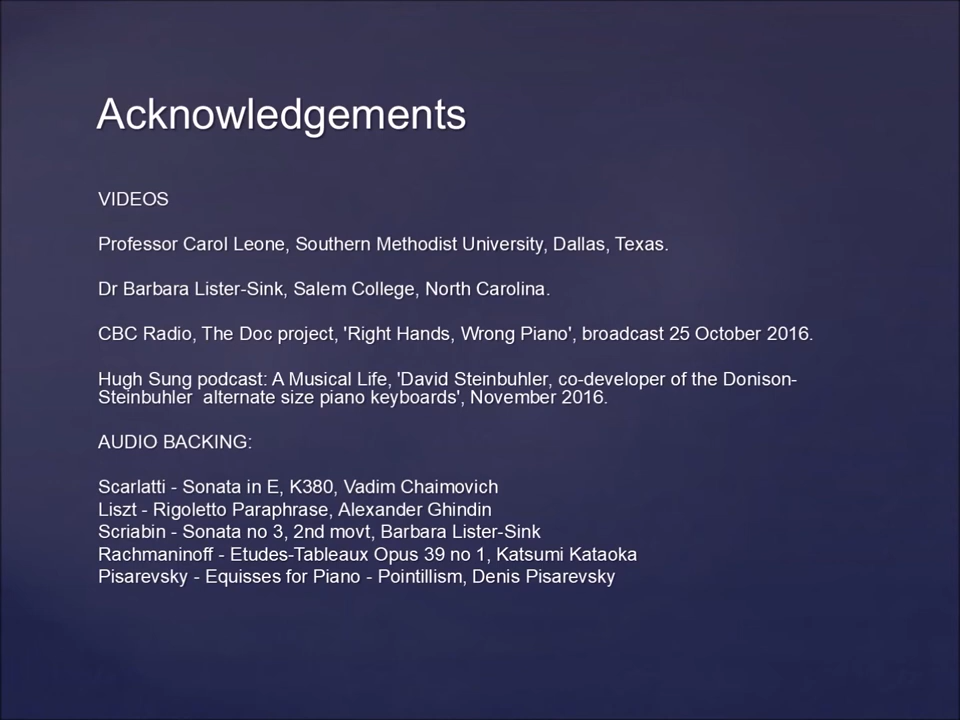 Acknowledgements
VIDEOS
Professor Carol Leone, Southern Methodist University, Dallas, Texas.
Dr Barbara Lister-Sink, Salem College, North Carolina.
CBC Radio, The Doc project, 'Right Hands, Wrong Piano', broadcast 25 October 2016.
Hugh Sung podcast: A Musical Life, 'David Steinbuhler, co-developer of the Donison-
Steinbuhler  alternate size piano keyboards', November 2016.
AUDIO BACKING:
Scarlatti - Sonata in E, K380, Vadim Chaimovich
Liszt - Rigoletto Paraphrase, Alexander Ghindin
Scriabin - Sonata no 3, 2nd movt, Barbara Lister-Sink
Rachmaninoff - Etudes-Tableaux Opus 39 no 1, Katsumi Kataoka
Pisarevsky - Equisses for Piano - Pointillism, Denis Pisarevsky